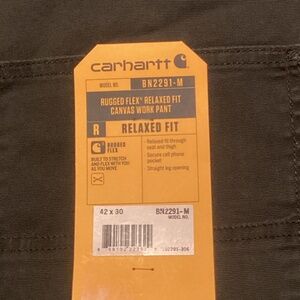 carhartt
MODEL NO. BN2291-M
RUGGED FLEX® RELAXED FIT
CANVAS WORK PANT
R RELAXED FIT
RUGGED
FLEX
BUILT TO STRETCH
AND FLEX WITH YOU
AS YOU MOVE
- Relaxed fit through
seat and thigh
- Secure cell phone
pocket
- Straight leg opening
42 x 30
BN2291-M
MODEL NO.